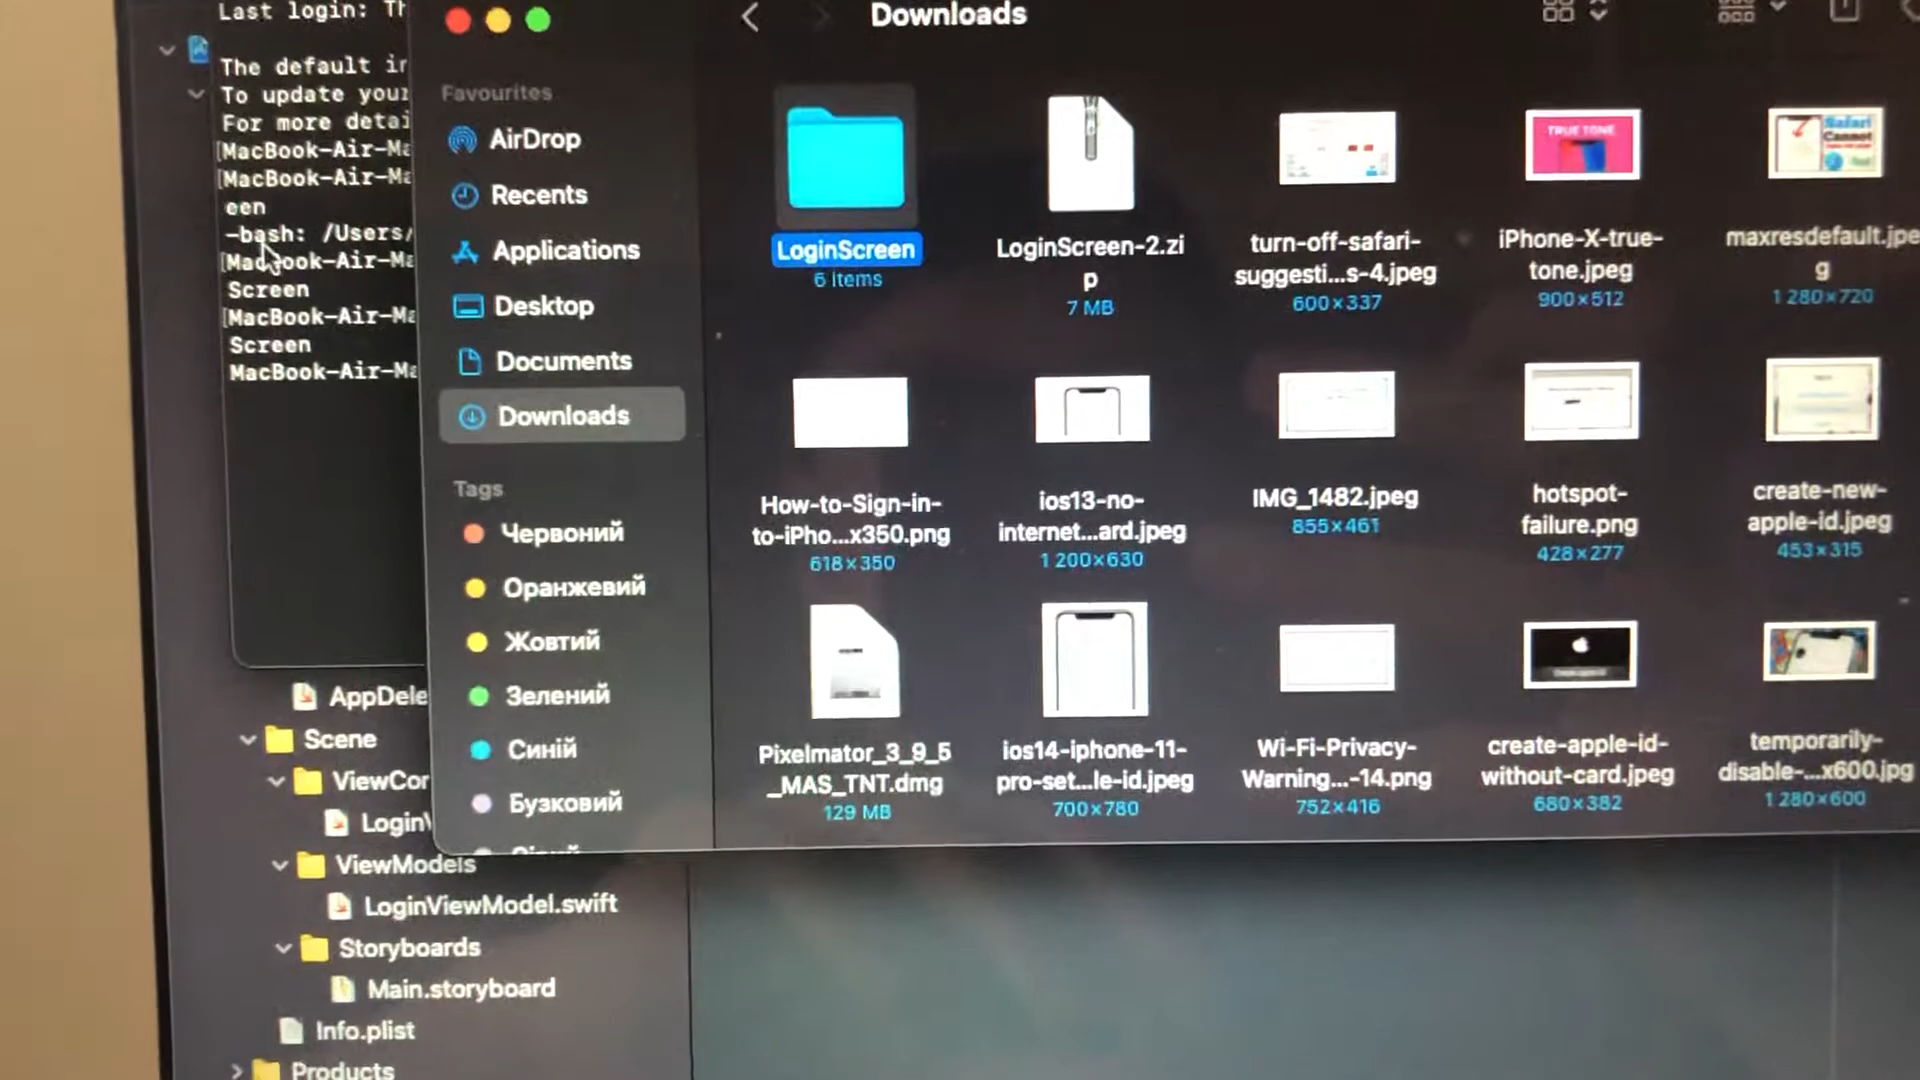 Last login: Th
The default in
To update your
For more detai
[MacBook-Air-Ma
[MacBook-Air-Ma
een
-bash: /Users/
[MacBook-Air-Ma
Screen
[MacBook-Air-Ma
Screen
MacBook-Air-Ma
AppDele
Scene
ViewCor
LoginV
ViewModels
LoginViewModel.swift
Storyboards
Main.storyboard
Info.plist
Products
Favourites
AirDrop
Recents
Applications
Desktop
Documents
Downloads
Tags
Червоний
Оранжевий
Жовтий
Зелений
Синій
Бузковий
Downloads
LoginScreen
6 items
LoginScreen-2.zi
p
7 MB
turn-off-safari-
suggesti...s-4.jpeg
600×337
TRUE TONE
iPhone-X-true-
tone.jpeg
900×512
Safari
Cannot
maxresdefault.jpe
g
1 280×720
How-to-Sign-in-
to-iPho...x350.png
618×350
ios13-no-
internet...ard.jpeg
1 200×630
IMG_1482.jpeg
855×461
hotspot-
failure.png
428×277
create-new-
apple-id.jpeg
453×315
Pixelmator_3_9_5
_MAS_TNT.dmg
129 MB
ios14-iphone-11-
pro-set...le-id.jpeg
700×780
Wi-Fi-Privacy-
Warning...-14.png
752×416
create-apple-id-
without-card.jpeg
680×382
temporarily-
disable-...x600.jpg
1 280×600